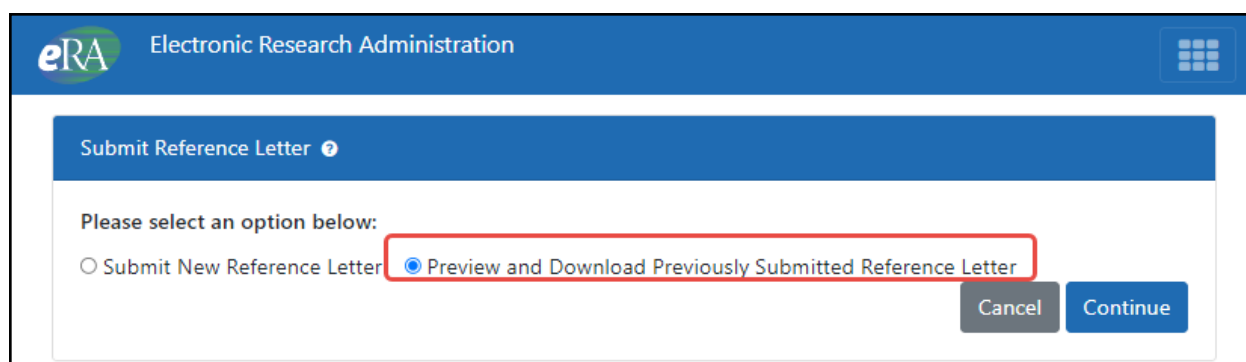 eRA
Electronic Research Administration
Submit Reference Letter ?
Please select an option below:
Submit New Reference Letter Preview and Download Previously Submitted Reference Letter
Cancel Continue